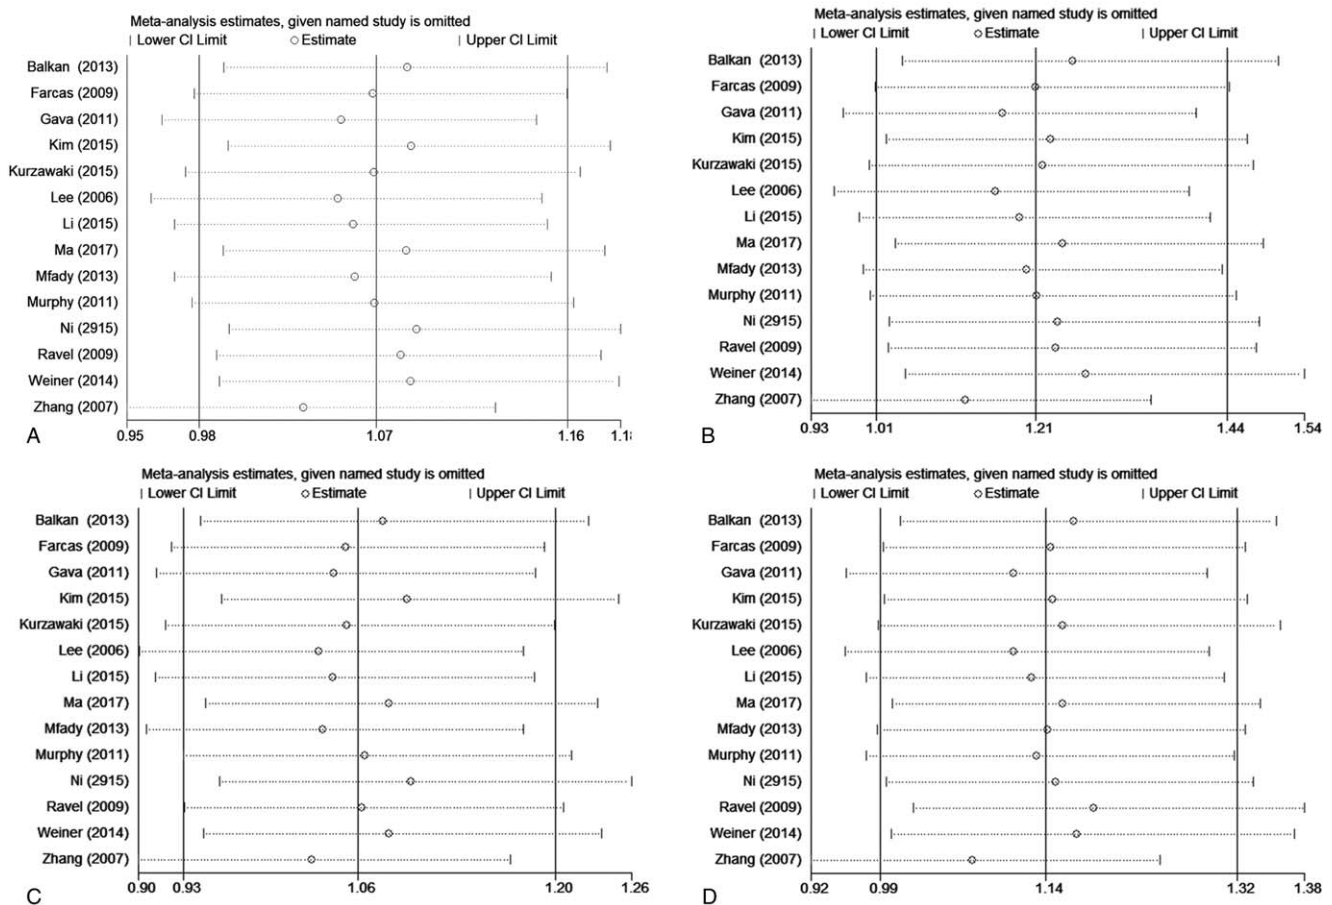 Meta-analysis estimates, given named study is omitted
| Lower CI Limit ○ Estimate | Upper CI Limit
Balkan (2013)
Farcas (2009)
Gava (2011)
Kim (2015)
Kurzawaki (2015)
Lee (2006)
Li (2015)
Ma (2017)
Mfady (2013)
Murphy (2011)
Ni (2915)
Ravel (2009)
Weiner (2014)
Zhang (2007)
0.95 0.98 1.07 1.16
A
Meta-analysis estimates, given named study is omitted
| Lower CI Limit ○ Estimate | Upper CI Limit
Balkan (2013)
Farcas (2009)
Gava (2011)
Kim (2015)
Kurzawaki (2015)
Lee (2006)
Li (2015)
Ma (2017)
Mfady (2013)
Murphy (2011)
Ni (2915)
Ravel (2009)
Weiner (2014)
Zhang (2007)
0.93 1.01 1.21 1.44 1.54
B
Meta-analysis estimates, given named study is omitted
| Lower CI Limit ○ Estimate | Upper CI Limit
Balkan (2013)
Farcas (2009)
Gava (2011)
Kim (2015)
Kurzawaki (2015)
Lee (2006)
Li (2015)
Ma (2017)
Mfady (2013)
Murphy (2011)
Ni (2915)
Ravel (2009)
Weiner (2014)
Zhang (2007)
0.90 0.93 1.06 1.20 1.26
C
Meta-analysis estimates, given named study is omitted
| Lower CI Limit ○ Estimate | Upper CI Limit
Balkan (2013)
Farcas (2009)
Gava (2011)
Kim (2015)
Kurzawaki (2015)
Lee (2006)
Li (2015)
Ma (2017)
Mfady (2013)
Murphy (2011)
Ni (2915)
Ravel (2009)
Weiner (2014)
Zhang (2007)
0.92 0.99 1.14 1.32 1.38
D